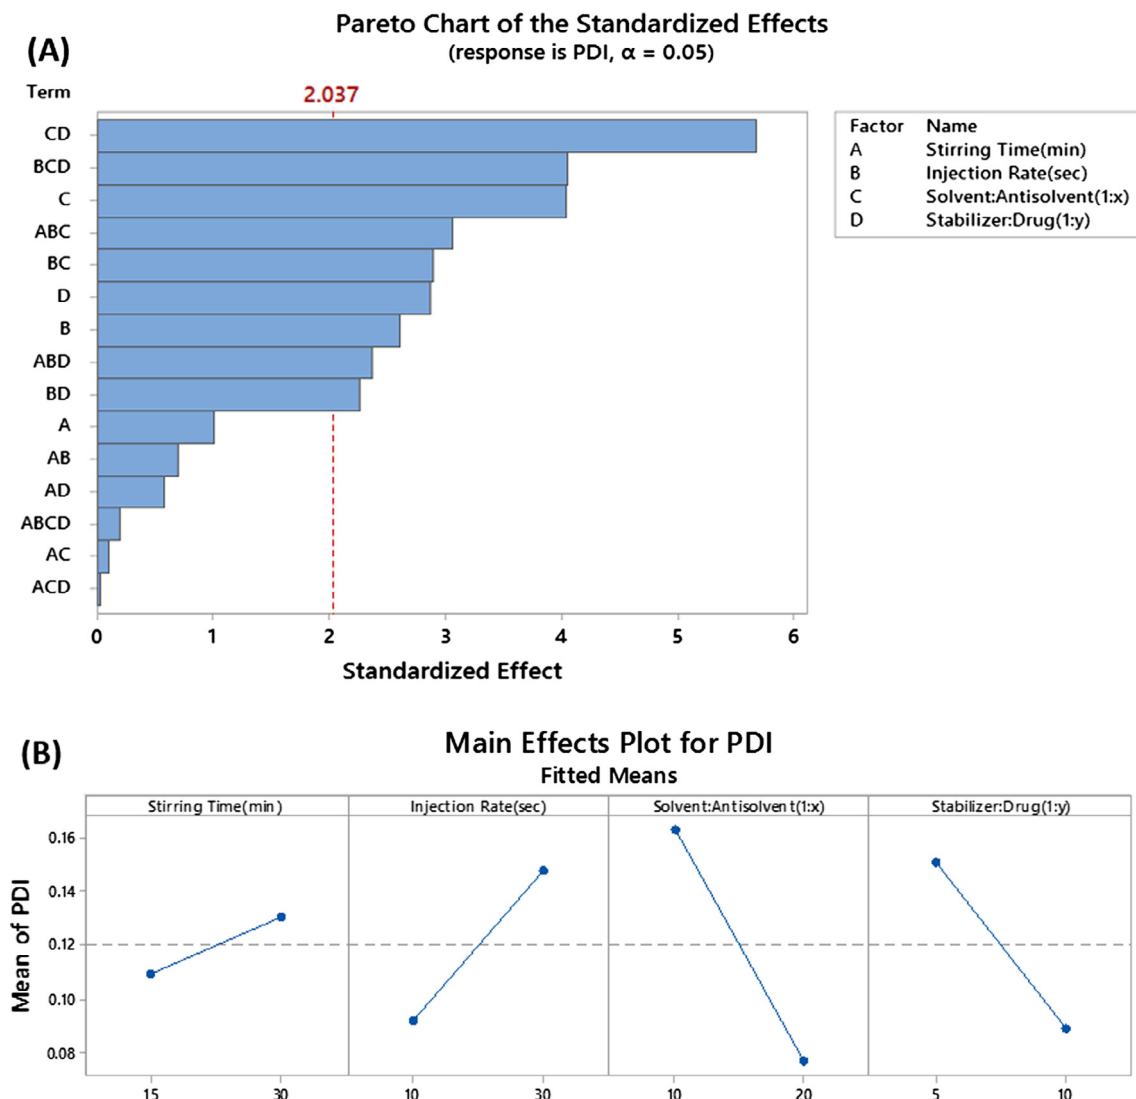 (A)
Pareto Chart of the Standardized Effects
(response is PDI, α = 0.05)
Term
2.037
CD
BCD
C
ABC
BC
D
B
ABD
BD
A
AB
AD
ABCD
AC
ACD
0 1 2 3 4 5 6
Standardized Effect
Factor Name
A Stirring Time(min)
B Injection Rate(sec)
C Solvent:Antisolvent(1:x)
D Stabilizer:Drug(1:y)
(B)
Main Effects Plot for PDI
Fitted Means
Stirring Time(min) Injection Rate(sec) Solvent:Antisolvent(1:x) Stabilizer:Drug(1:y)
Mean of PDI
0.16
0.14
0.12
0.10
0.08
15 30 10 30 10 20 5 10